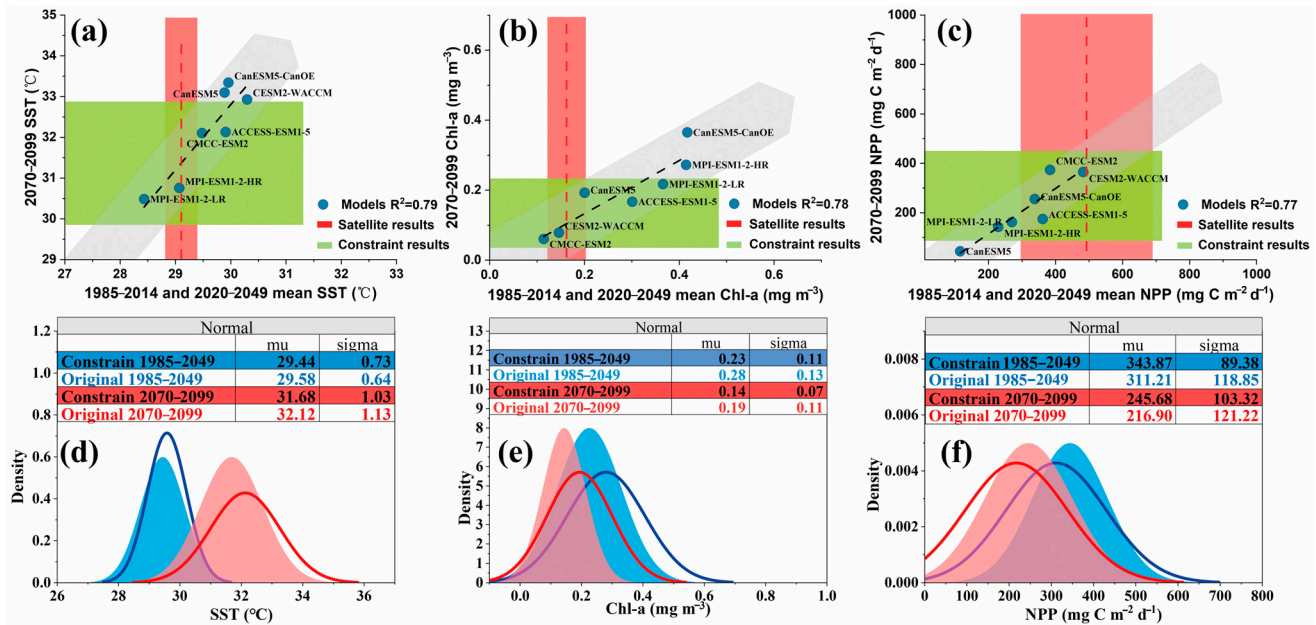 (a)
2070–2099 SST (℃)
35
34
33
32
31
30
29
CanESM5-CanOE
CanESM5
CESM2-WACCM
ACCESS-ESM1-5
CMCC-ESM2
MPI-ESM1-2-HR
MPI-ESM1-2-LR
Models R²=0.79
Satellite results
Constraint results
27 28 29 30 31 32 33
1985–2014 and 2020–2049 mean SST (℃)
(b)
2070–2099 Chl-a (mg m⁻³)
0.6
0.4
0.2
0.0
CanESM5-CanOE
MPI-ESM1-2-HR
MPI-ESM1-2-LR
CanESM5
ACCESS-ESM1-5
CESM2-WACCM
CMCC-ESM2
Models R²=0.78
Satellite results
Constraint results
0.0 0.2 0.4 0.6
1985–2014 and 2020–2049 mean Chl-a (mg m⁻³)
(c)
2070–2099 NPP (mg C m⁻² d⁻¹)
1000
800
600
400
200
CMCC-ESM2
CESM2-WACCM
CanESM5-CanOE
ACCESS-ESM1-5
MPI-ESM1-2-LR
MPI-ESM1-2-HR
CanESM5
Models R²=0.77
Satellite results
Constraint results
200 400 600 800 1000
1985–2014 and 2020–2049 mean NPP (mg C m⁻² d⁻¹)
Normal
mu sigma
Constrain 1985–2049 29.44 0.73
Original 1985–2049 29.58 0.64
Constrain 2070–2099 31.68 1.03
Original 2070–2099 32.12 1.13
(d)
Density
1.2
1.0
0.8
0.6
0.4
0.2
0.0
26 28 30 32 34 36
SST (°C)
Normal
mu sigma
Constrain 1985–2049 0.23 0.11
Original 1985–2049 0.28 0.13
Constrain 2070–2099 0.14 0.07
Original 2070–2099 0.19 0.11
(e)
Density
13
12
11
10
9
8
7
6
5
4
3
2
1
0
0.0 0.2 0.4 0.6 0.8 1.0
Chl-a (mg m⁻³)
Normal
mu sigma
Constrain 1985–2049 343.87 89.38
Original 1985–2049 311.21 118.85
Constrain 2070–2099 245.68 103.32
Original 2070–2099 216.90 121.22
(f)
Density
0.008
0.006
0.004
0.002
0.000
0 100 200 300 400 500 600 700 800
NPP (mg C m⁻² d⁻¹)